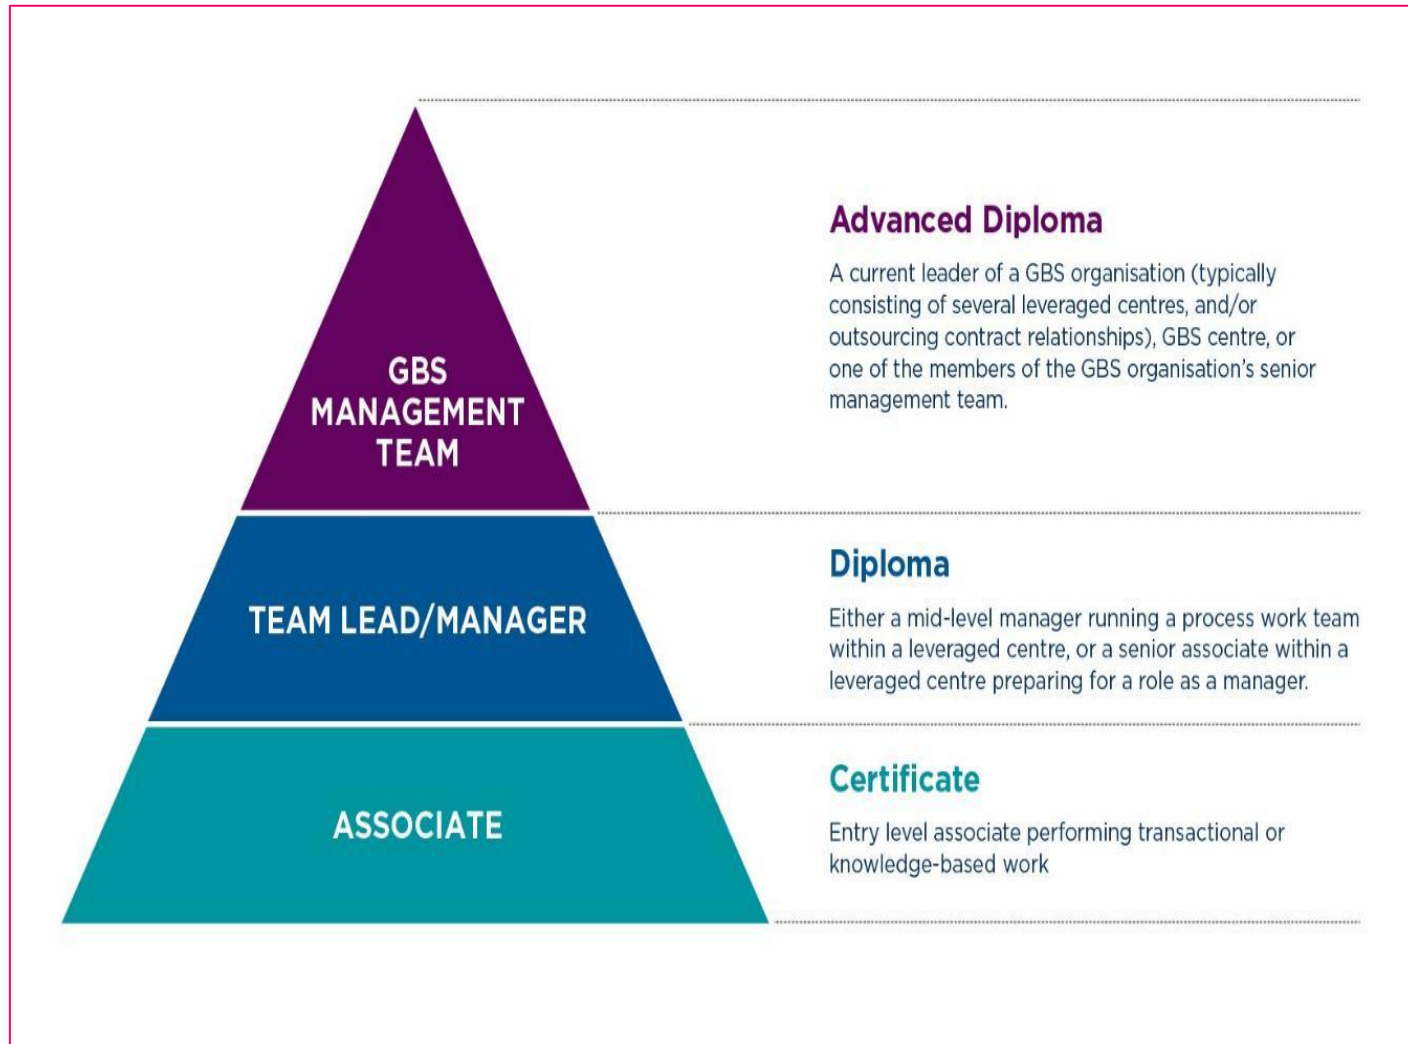 Advanced Diploma
A current leader of a GBS organisation (typically
consisting of several leveraged centres, and/or
outsourcing contract relationships), GBS centre, or
one of the members of the GBS organisation's senior
management team.
GBS
MANAGEMENT
TEAM
Diploma
Either a mid-level manager running a process work team
within a leveraged centre, or a senior associate within a
leveraged centre preparing for a role as a manager.
TEAM LEAD/MANAGER
Certificate
Entry level associate performing transactional or
knowledge-based work
ASSOCIATE